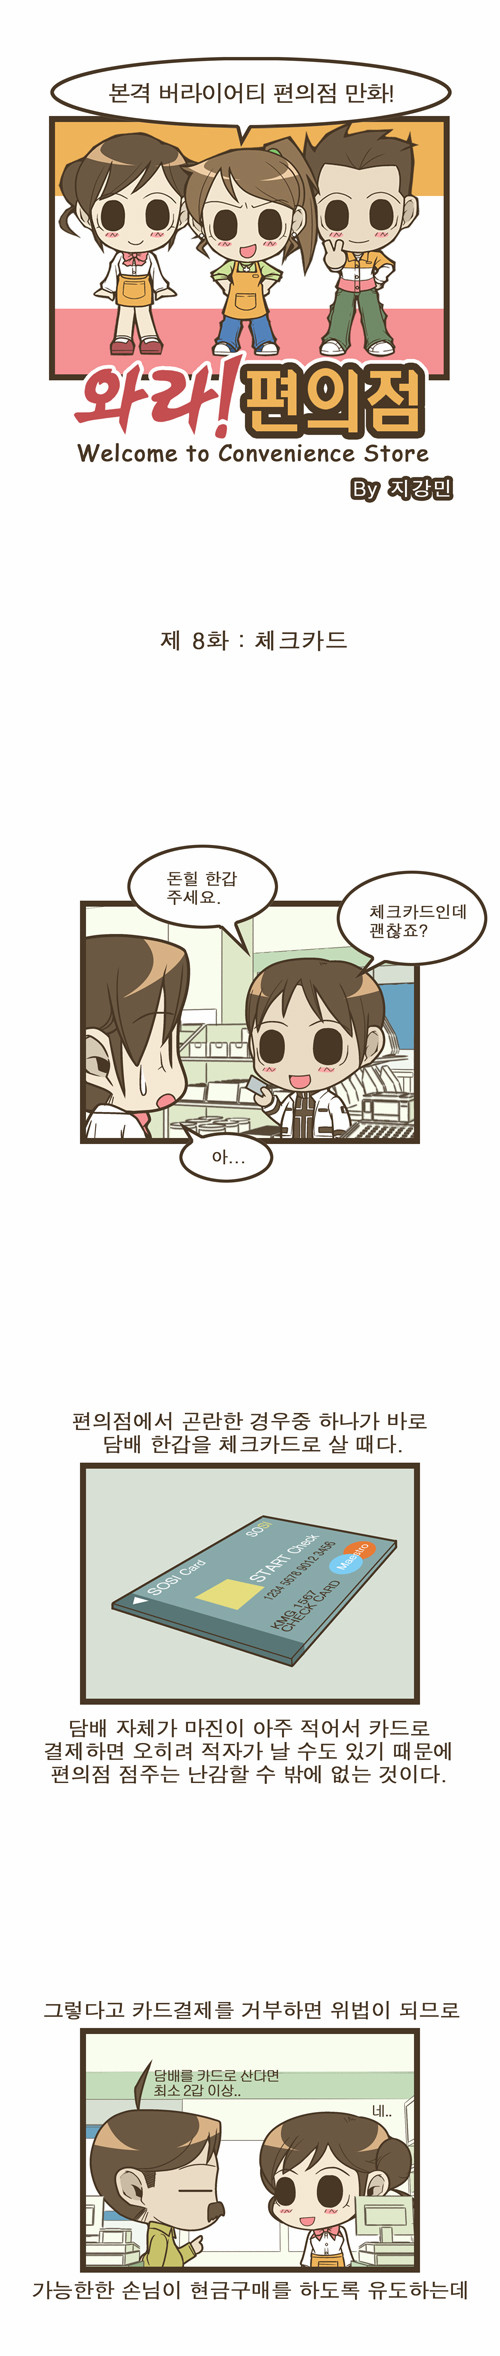 본격 버라이어티 편의점 만화!
와라! 편의점
Welcome to Convenience Store
By 지강민
제 8화 : 체크카드
돈힐 한갑
주세요.
체크카드인데
괜찮죠?
아...
편의점에서 곤란한 경우중 하나가 바로
담배 한갑을 체크카드로 살 때다.
SOSI Card
SOSI
START Check
1234 5678 9012 3456
Maestro
KMG 1567
CHECK CARD
담배 자체가 마진이 아주 적어서 카드로
결제하면 오히려 적자가 날 수도 있기 때문에
편의점 점주는 난감할 수 밖에 없는 것이다.
그렇다고 카드결제를 거부하면 위법이 되므로
담배를 카드로 산다면
최소 2갑 이상..
네..
가능한한 손님이 현금구매를 하도록 유도하는데